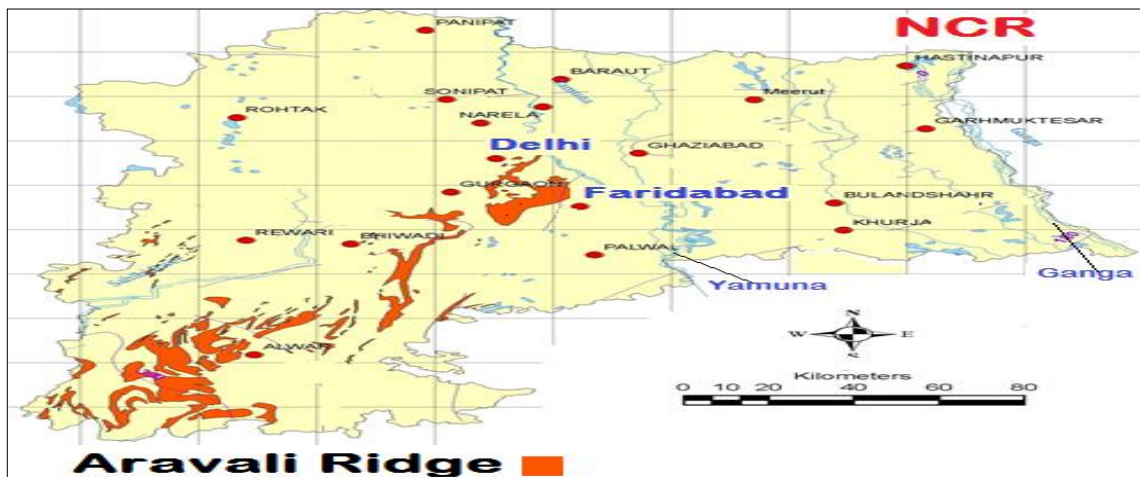 PANIPAT
NCR
HASTINAPUR
BARAUT
SONIPAT
Meerut
ROHTAK
NARELA
GARHMUKTESAR
Delhi
GHAZIABAD
GURGAON
Faridabad
BULANDSHAHR
KHURJA
REWARI
BHIWADI
PALWAL
Ganga
Yamuna
N
W
E
S
ALWAR
Kilometers
0 10 20 40 60 80
Aravali Ridge